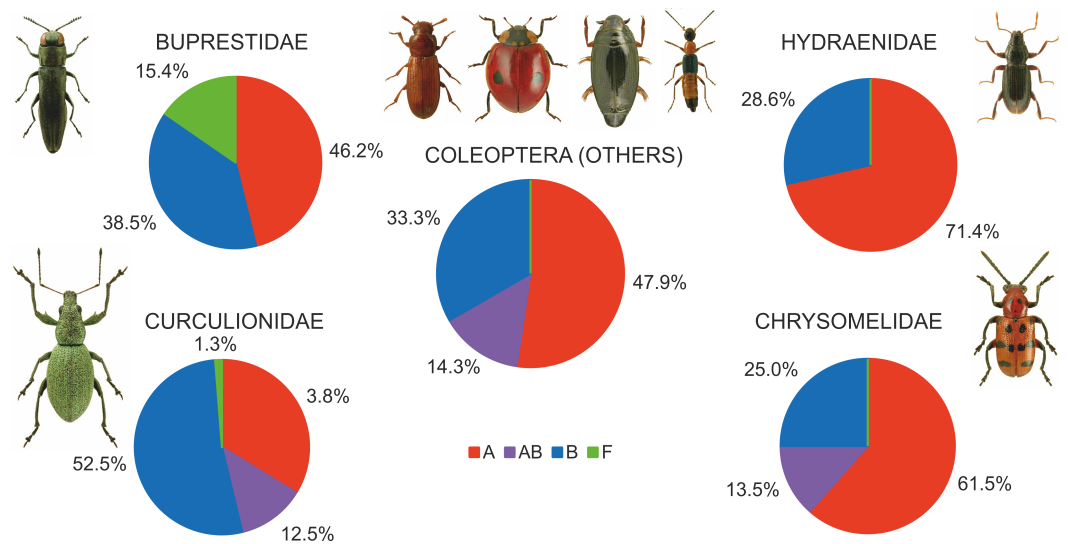 BUPRESTIDAE
15.4%
46.2%
38.5%
COLEOPTERA (OTHERS)
33.3%
47.9%
14.3%
HYDRAENIDAE
28.6%
71.4%
CURCULIONIDAE
1.3%
3.8%
52.5%
12.5%
CHRYSOMELIDAE
25.0%
13.5%
61.5%
A AB B F